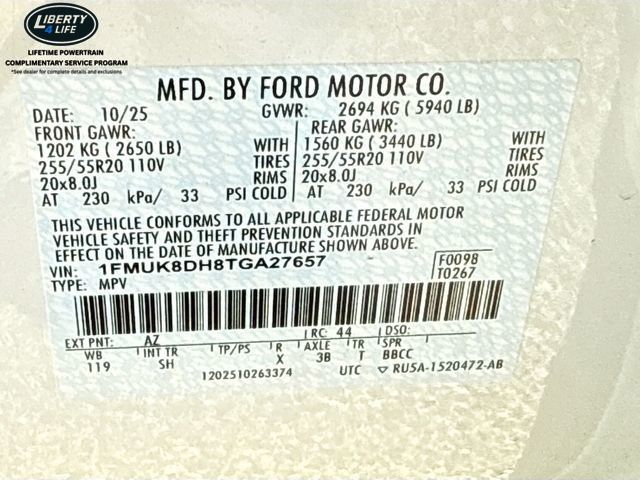 LIBERTY
4 LIFE
LIFETIME POWERTRAIN
COMPLIMENTARY SERVICE PROGRAM
*See dealer for complete details and exclusions
MFD. BY FORD MOTOR CO.
DATE: 10/25 GVWR: 2694 KG ( 5940 LB)
FRONT GAWR: REAR GAWR:
1202 KG ( 2650 LB) WITH 1560 KG ( 3440 LB) WITH
255/55R20 110V TIRES 255/55R20 110V TIRES
20x8.0J RIMS 20x8.0J RIMS
AT 230 kPa/ 33 PSI COLD AT 230 kPa/ 33 PSI COLD
THIS VEHICLE CONFORMS TO ALL APPLICABLE FEDERAL MOTOR
VEHICLE SAFETY AND THEFT PREVENTION STANDARDS IN
EFFECT ON THE DATE OF MANUFACTURE SHOWN ABOVE.
VIN: 1FMUK8DH8TGA27657 F0098
TYPE: MPV T0267
EXT PNT: AZ RC: 44 DSO:
WB INT TR TP/PS R AXLE TR SPR
119 SH X 3B T BBCC
1202510263374 UTC ▽ RU5A-1520472-AB